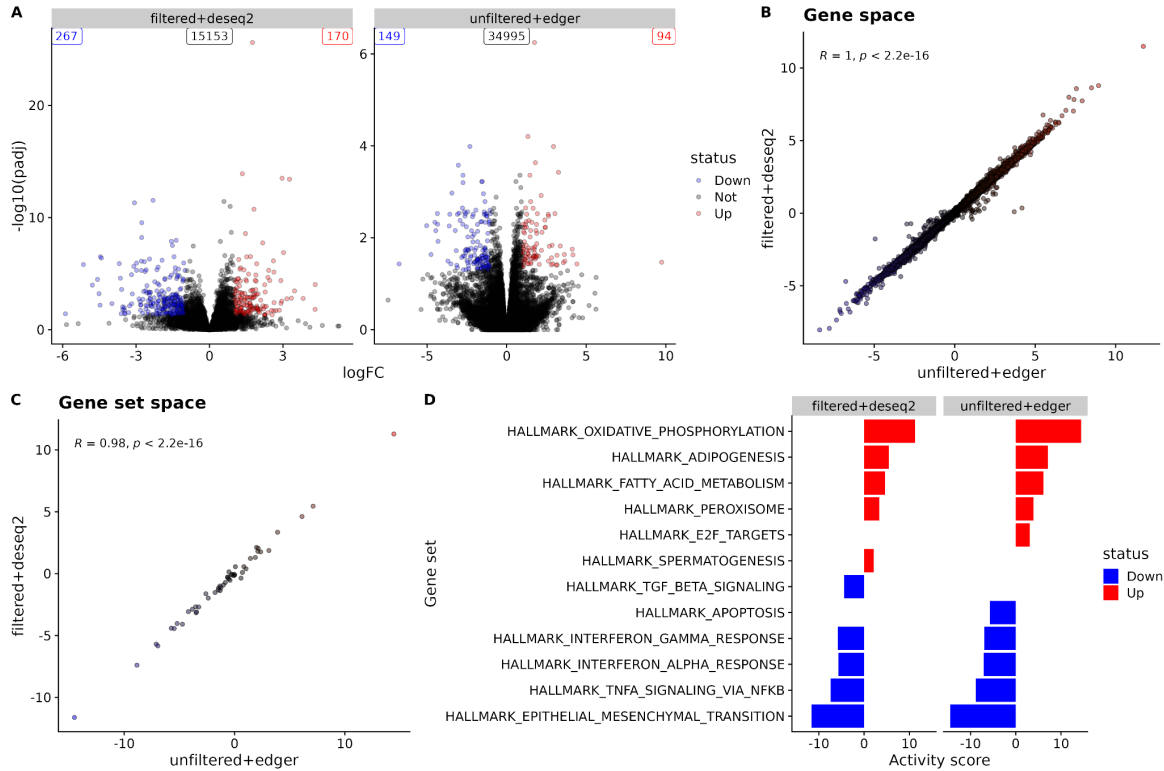 A
filtered+deseq2
unfiltered+edger
267
15153
170
149
34995
94
-log10(padj)
20
10
0
6
4
2
0
-6
-3
0
3
-5
0
5
10
logFC
status
Down
Not
Up
B
Gene space
R = 1, p < 2.2e-16
filtered+deseq2
5
0
-5
-5
0
5
10
unfiltered+edger
C
Gene set space
R = 0.98, p < 2.2e-16
filtered+deseq2
10
5
0
-5
-10
-10
0
10
unfiltered+edger
D
filtered+deseq2
unfiltered+edger
Gene set
HALLMARK_OXIDATIVE_PHOSPHORYLATION
HALLMARK_ADIPOGENESIS
HALLMARK_FATTY_ACID_METABOLISM
HALLMARK_PEROXISOME
HALLMARK_E2F_TARGETS
HALLMARK_SPERMATOGENESIS
HALLMARK_TGF_BETA_SIGNALING
HALLMARK_APOPTOSIS
HALLMARK_INTERFERON_GAMMA_RESPONSE
HALLMARK_INTERFERON_ALPHA_RESPONSE
HALLMARK_TNFA_SIGNALING_VIA_NFKB
HALLMARK_EPITHELIAL_MESENCHYMAL_TRANSITION
-10
0
10
-10
0
10
Activity score
status
Down
Up